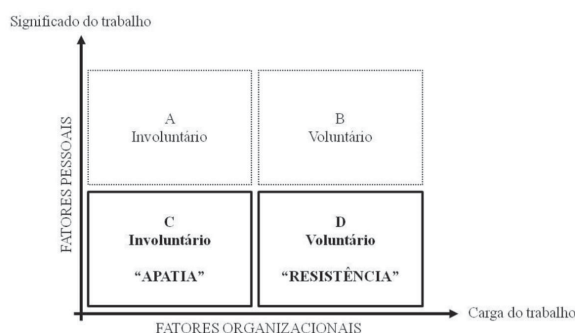 Significado do trabalho
FATORES PESSOAIS
A
Involuntário
B
Voluntário
C
Involuntário
"APATIA"
D
Voluntário
"RESISTÊNCIA"
Carga do trabalho
FATORES ORGANIZACIONAIS